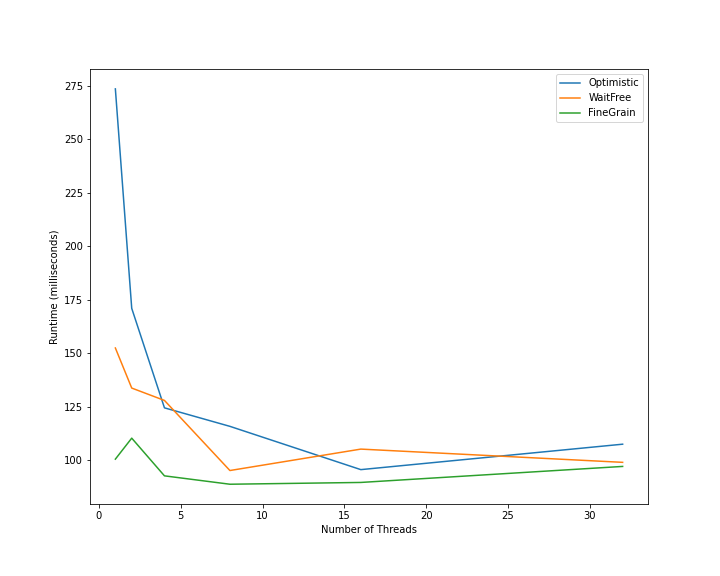 Optimistic
WaitFree
FineGrain
Runtime (milliseconds)
275
250
225
200
175
150
125
100
0 5 10 15 20 25 30
Number of Threads